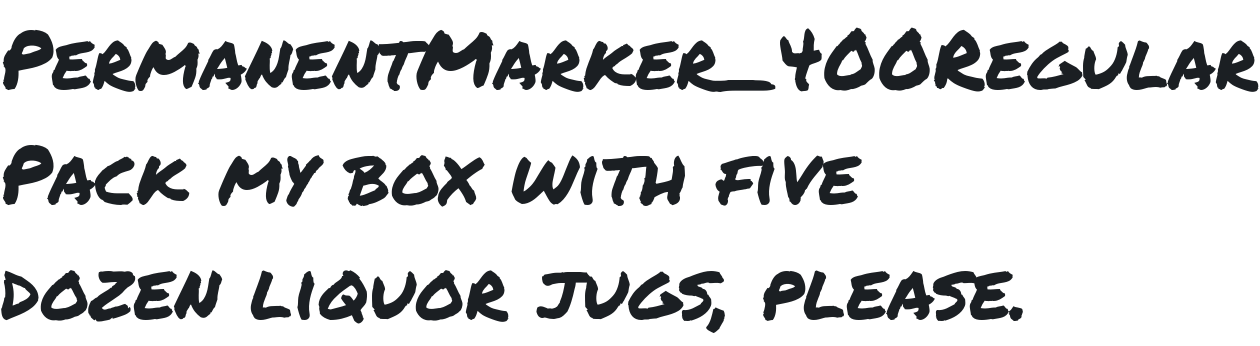 PermanentMarker_400Regular
Pack my box with five
dozen liquor jugs, please.